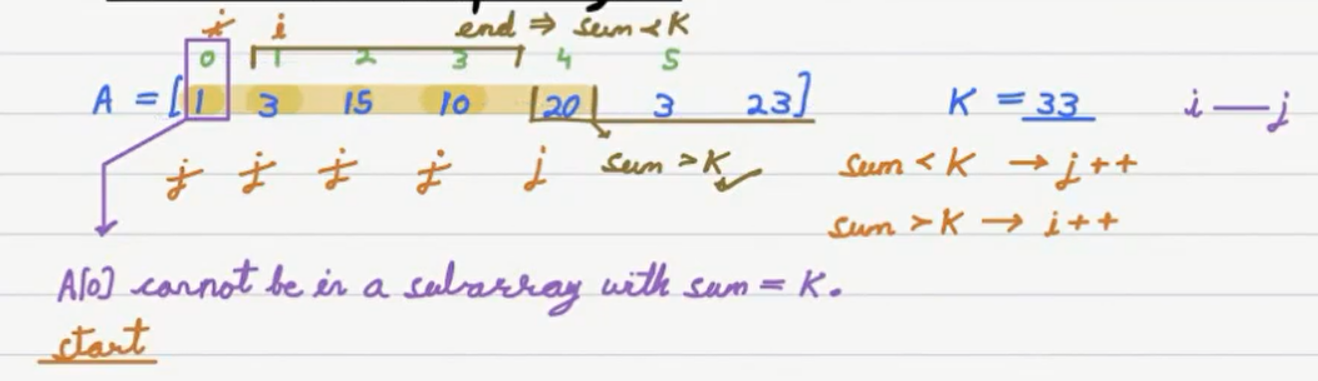 i i end ⇒ sum < K
0 1 2 3 4 5
A = [1 3 15 10 20 3 23] K = 33 i — j
j j j j j sum > K ✓ sum < K → j++
sum > K → i++
A[0] cannot be in a subarray with sum = K.
start